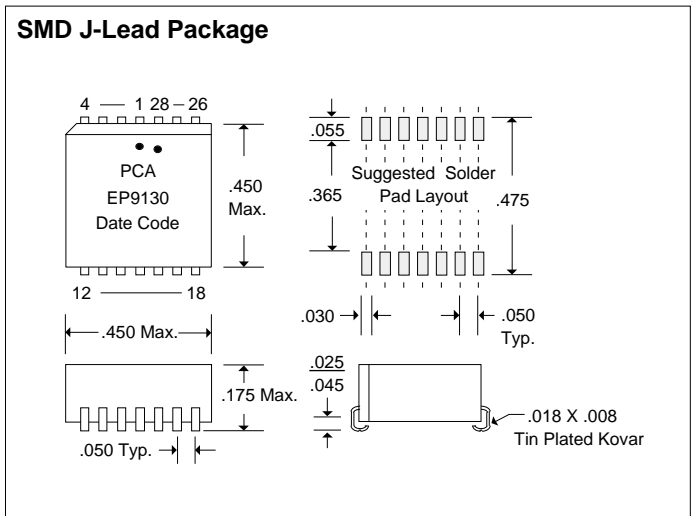 SMD J-Lead Package
4 — 1 28 – 26
PCA
EP9130
Date Code
.450
Max.
12 ——— 18
.450 Max.
.055
.365
Suggested Solder
Pad Layout
.475
.030
.050
Typ.
.175 Max.
.050 Typ.
.025
.045
.018 X .008
Tin Plated Kovar